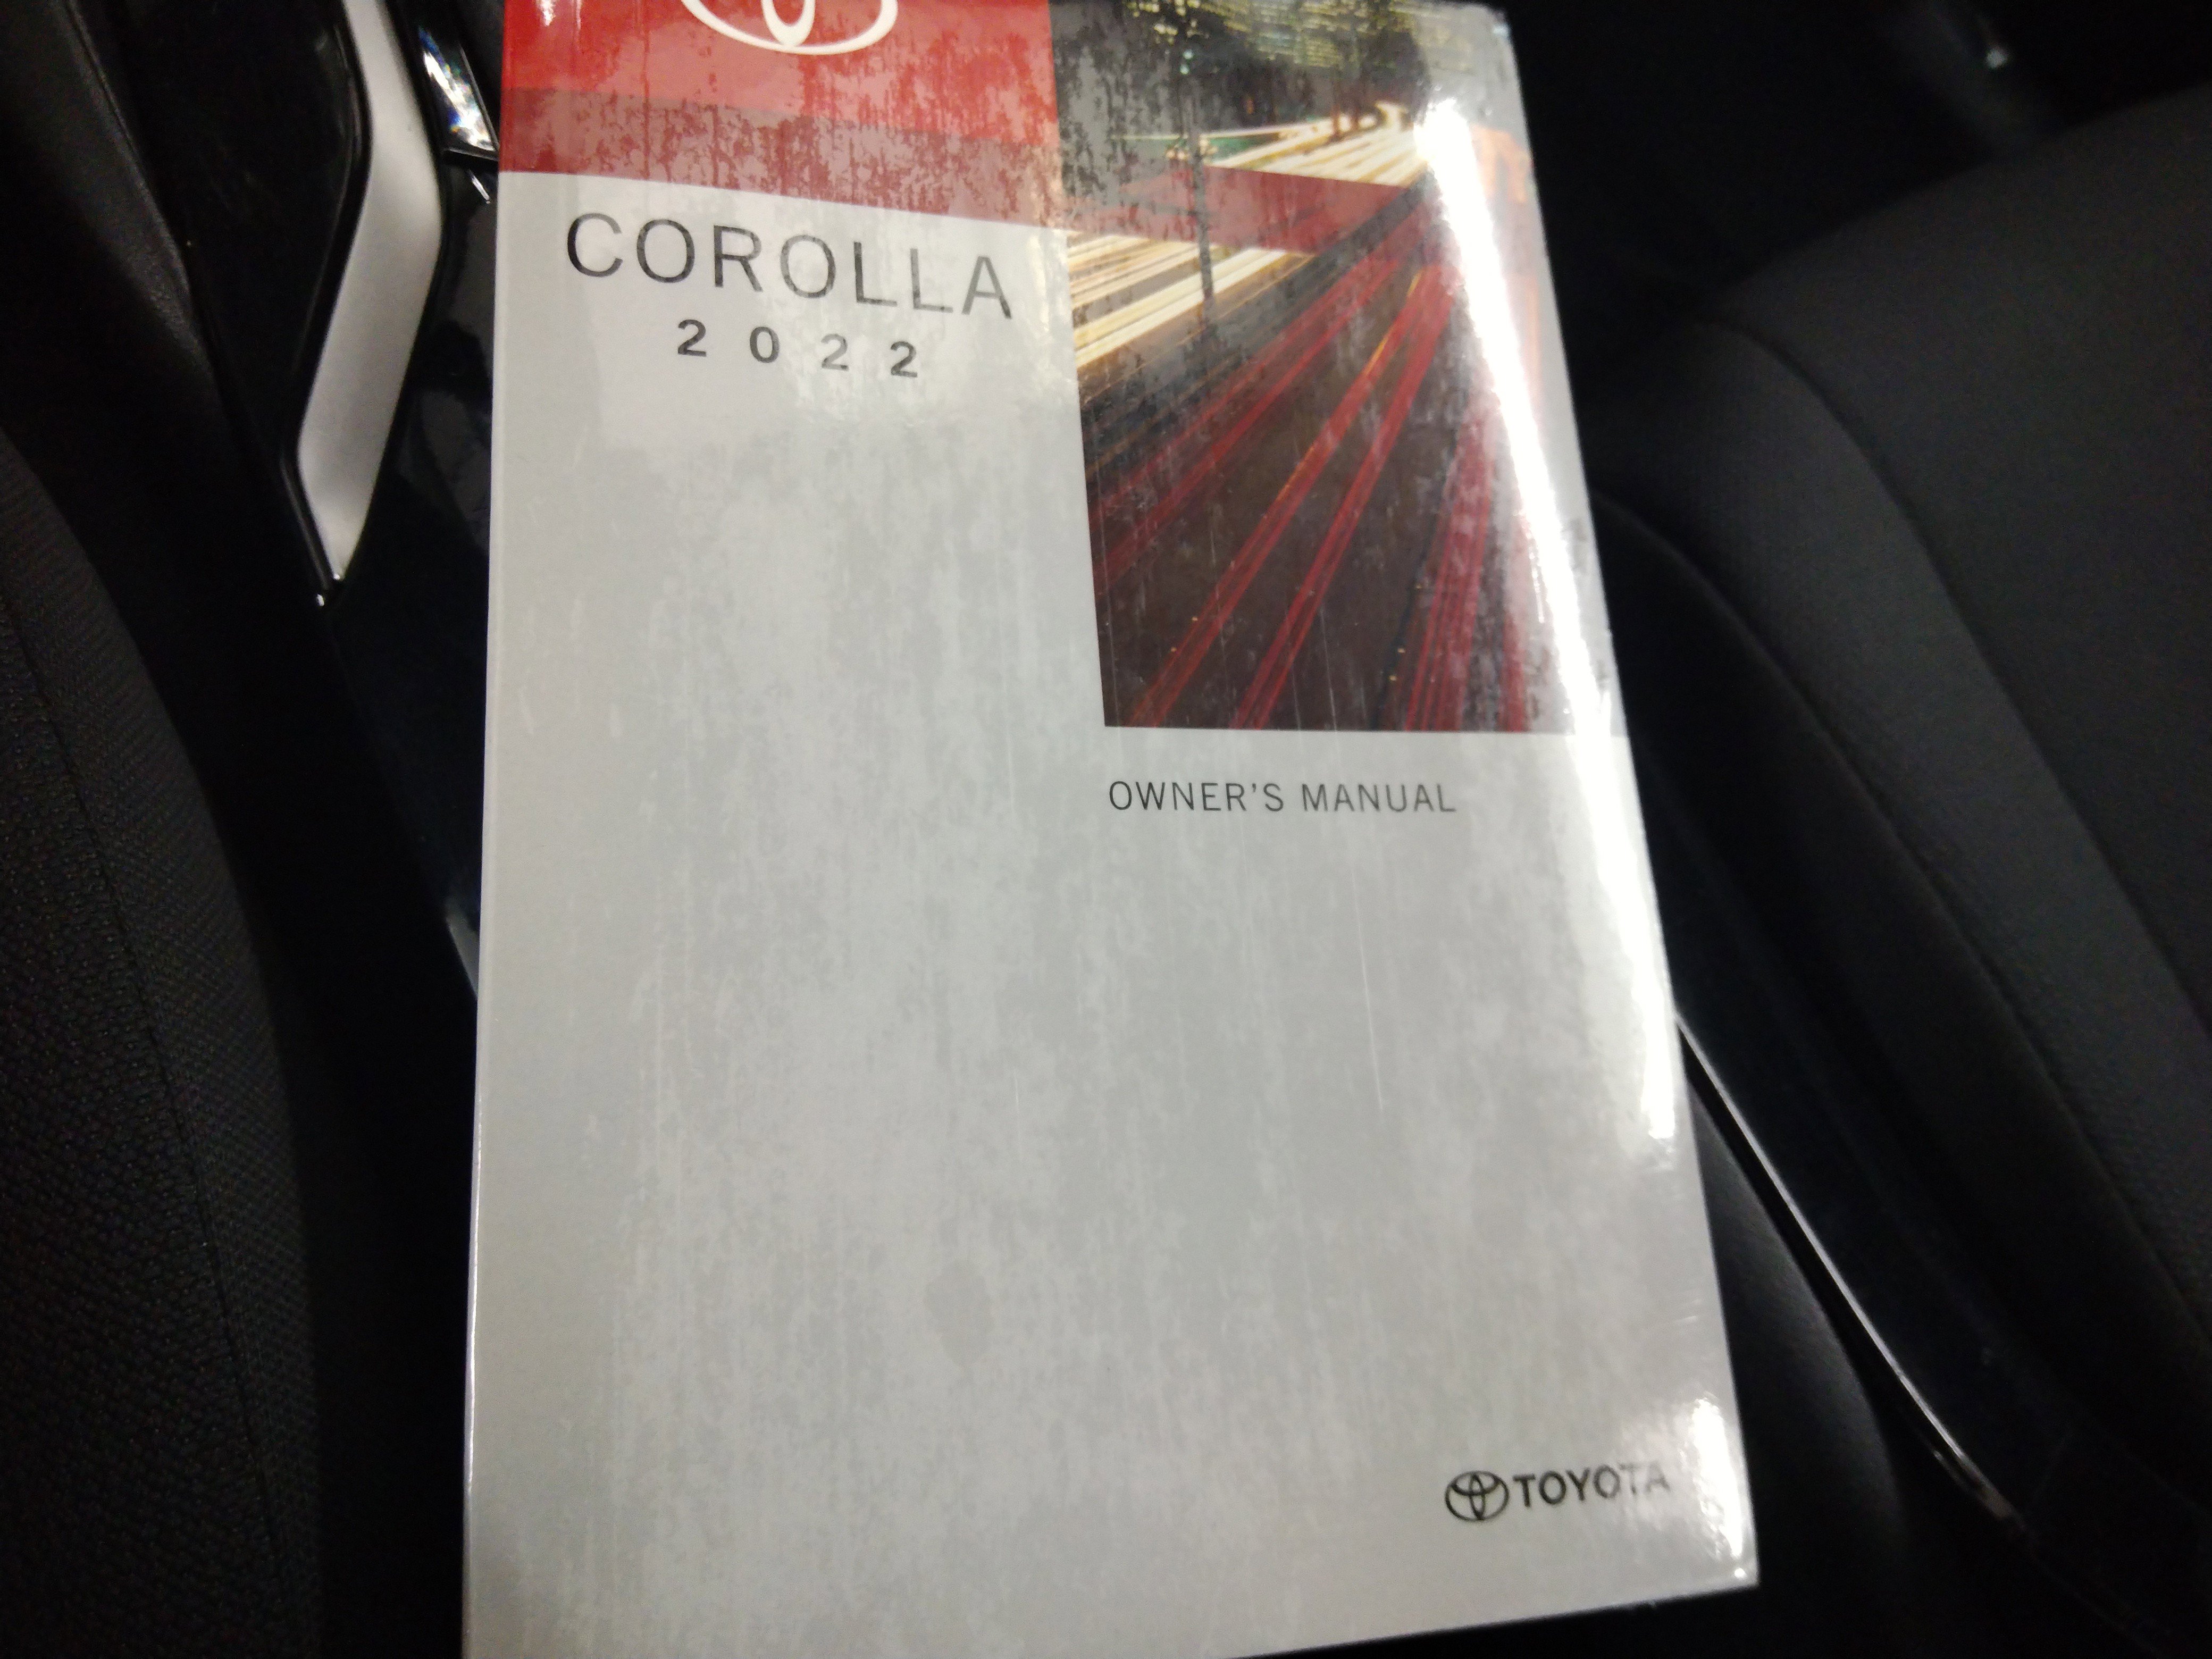 COROLLA
2022
OWNER'S MANUAL
TOYOTA